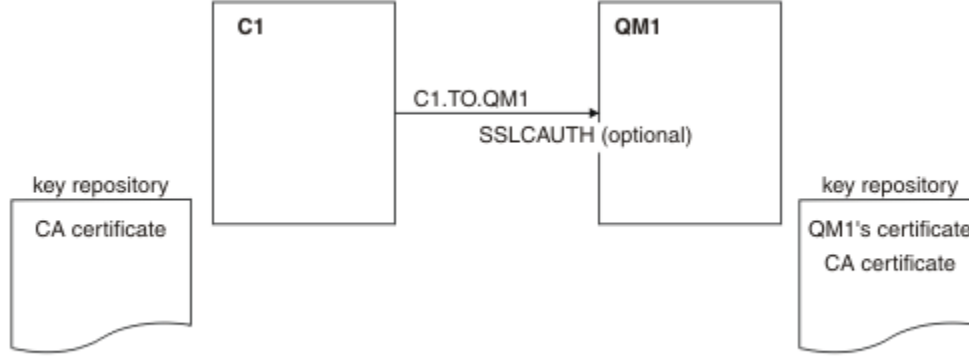 C1
QM1
C1.TO.QM1
SSLCAUTH (optional)
key repository
key repository
CA certificate
QM1's certificate
CA certificate